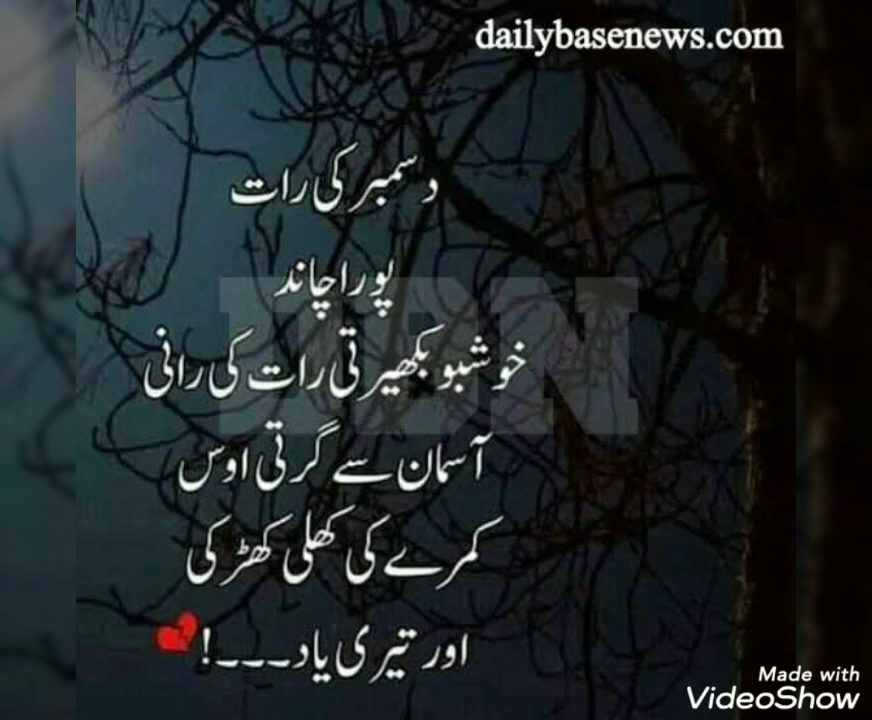 dailybasenews.com
دسمبر کی رات
پورا چاند
خوشبو بکھیرتی رات کی رانی
آسمان سے گرتی اوس
کمرے کی کھلی کھڑکی
اور تیری یاد۔۔۔!
DBN
Made with
VideoShow